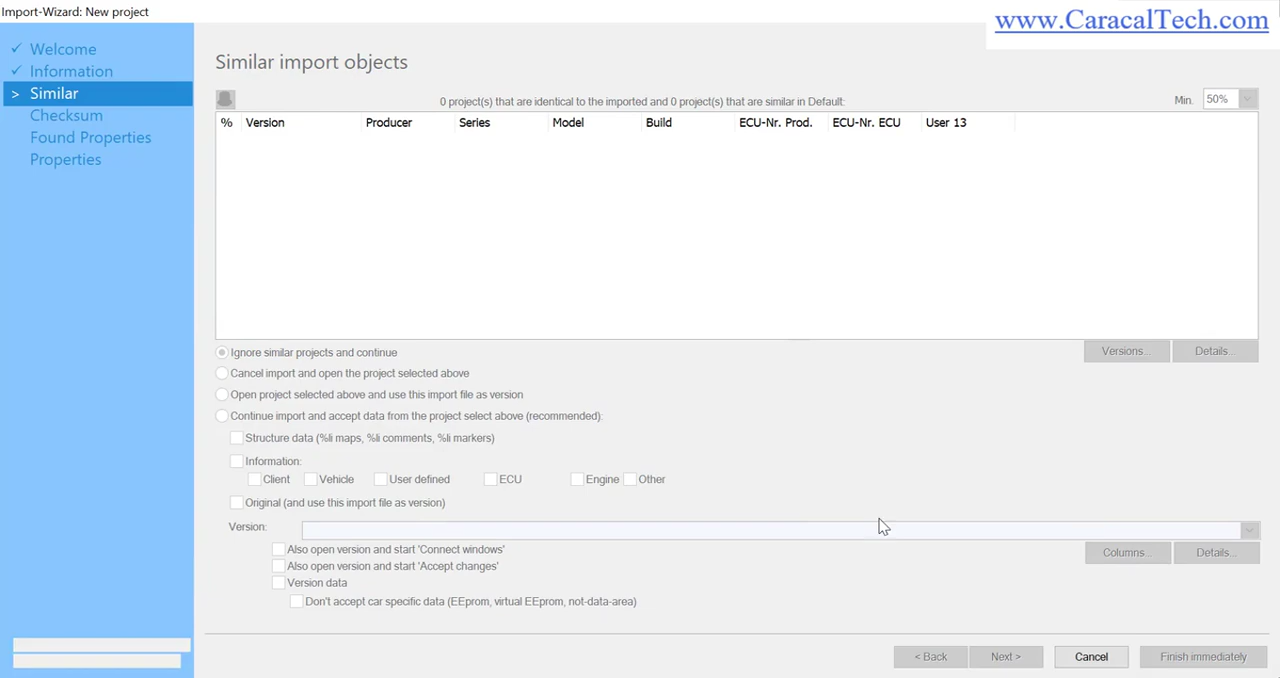 Import-Wizard: New project
www.CaracalTech.com
✓ Welcome
✓ Information
> Similar
Checksum
Found Properties
Properties
Similar import objects
0 project(s) that are identical to the imported and 0 project(s) that are similar in Default:
Min. 50%
% Version Producer Series Model Build ECU-Nr. Prod. ECU-Nr. ECU User 13
Ignore similar projects and continue
Versions... Details...
Cancel import and open the project selected above
Open project selected above and use this import file as version
Continue import and accept data from the project select above (recommended):
Structure data (%li maps, %li comments, %li markers)
Information:
Client Vehicle User defined ECU Engine Other
Original (and use this import file as version)
Version:
Also open version and start 'Connect windows'
Columns... Details...
Also open version and start 'Accept changes'
Version data
Don't accept car specific data (EEprom, virtual EEprom, not-data-area)
< Back Next > Cancel Finish immediately